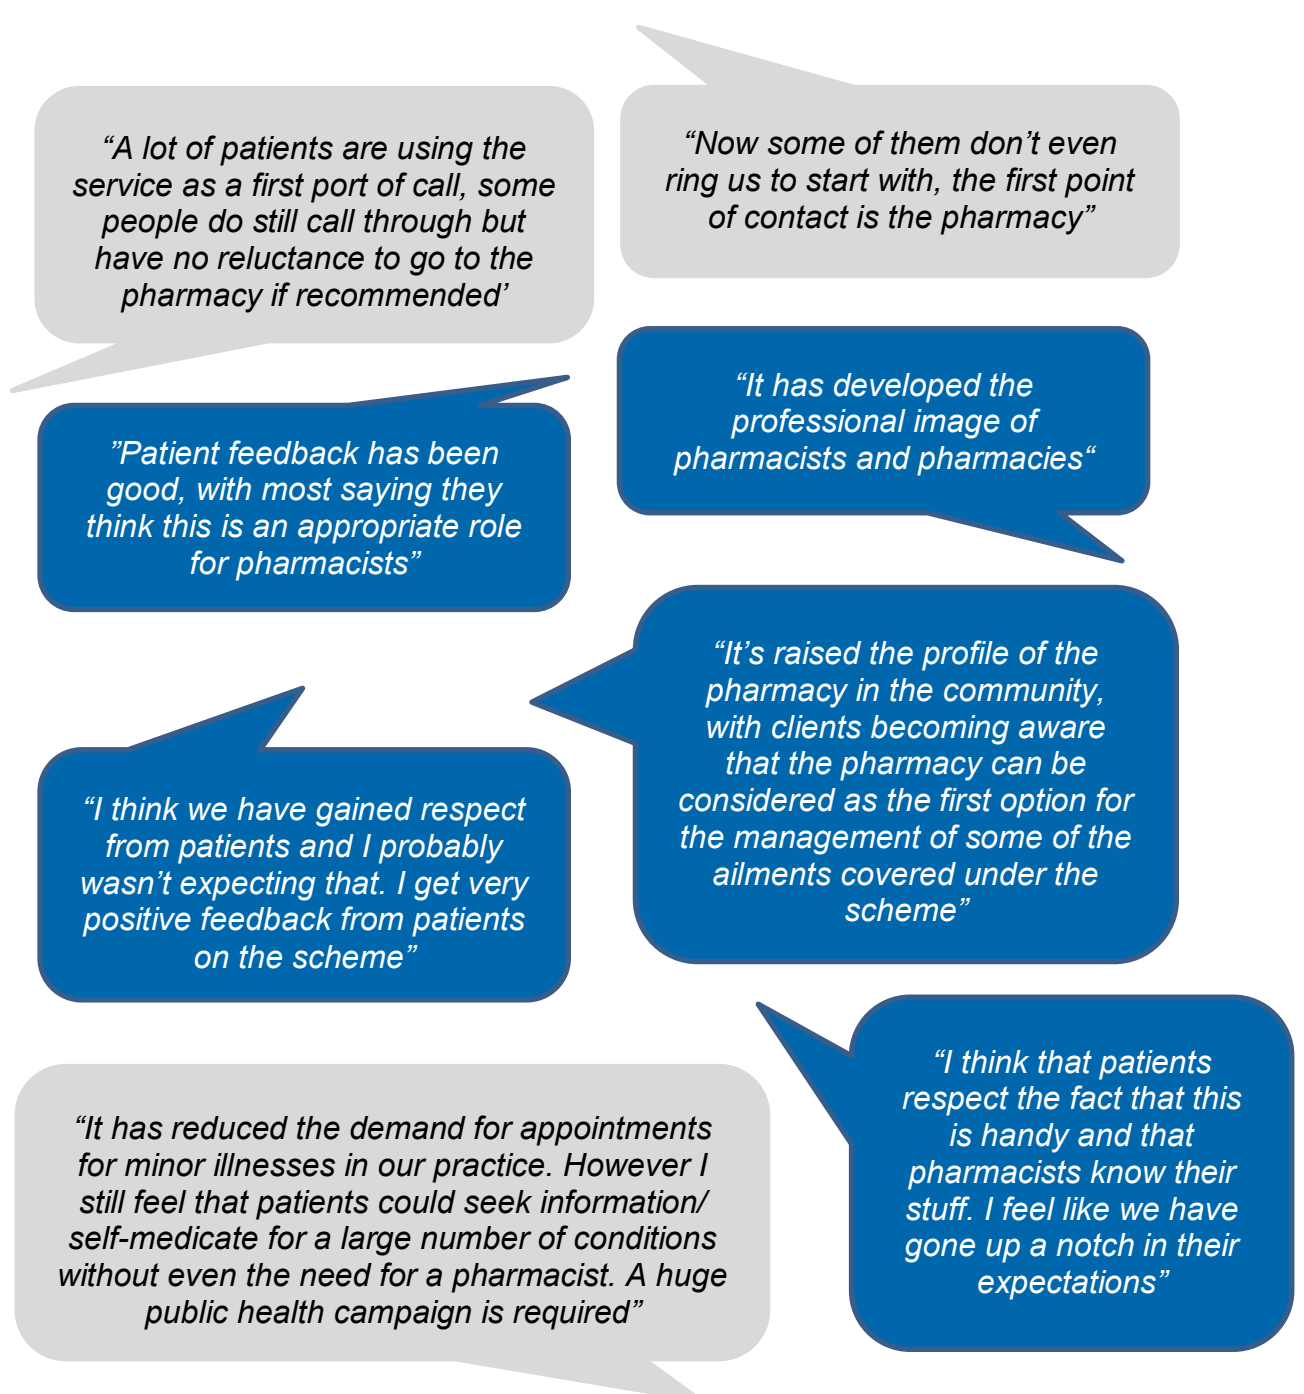 “A lot of patients are using the
service as a first port of call, some
people do still call through but
have no reluctance to go to the
pharmacy if recommended’
“Now some of them don’t even
ring us to start with, the first point
of contact is the pharmacy”
“It has developed the
professional image of
pharmacists and pharmacies“
”Patient feedback has been
good, with most saying they
think this is an appropriate role
for pharmacists”
“It’s raised the profile of the
pharmacy in the community,
with clients becoming aware
that the pharmacy can be
considered as the first option for
the management of some of the
ailments covered under the
scheme”
“I think we have gained respect
from patients and I probably
wasn’t expecting that. I get very
positive feedback from patients
on the scheme”
“I think that patients
respect the fact that this
is handy and that
pharmacists know their
stuff. I feel like we have
gone up a notch in their
expectations”
“It has reduced the demand for appointments
for minor illnesses in our practice. However I
still feel that patients could seek information/
self-medicate for a large number of conditions
without even the need for a pharmacist. A huge
public health campaign is required”